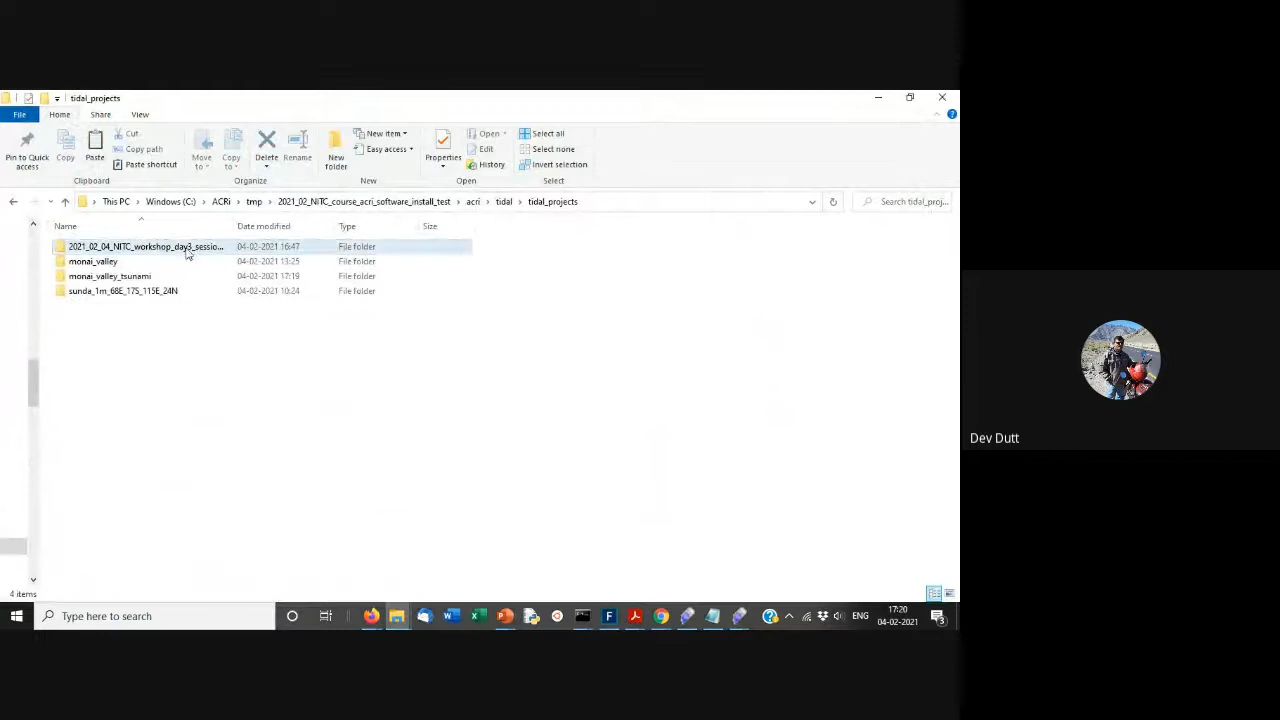 tidal_projects
File Home Share View
Pin to Quick access
Copy
Paste
Cut
Copy path
Paste shortcut
Clipboard
Move to
Copy to
Delete
Rename
Organize
New folder
New item
Easy access
New
Properties
Open
Edit
History
Open
Select all
Select none
Invert selection
Select
This PC > Windows (C:) > ACRi > tmp > 2021_02_NITC_course_acri_software_install_test > acri > tidal > tidal_projects
Search tidal_proj...
Name Date modified Type Size
2021_02_04_NITC_workshop_day3_sessio... 04-02-2021 16:47 File folder
monai_valley 04-02-2021 13:25 File folder
monai_valley_tsunami 04-02-2021 17:19 File folder
sunda_1m_68E_17S_115E_24N 04-02-2021 10:24 File folder
4 items
Dev Dutt
Type here to search
ENG
17:20
04-02-2021
3